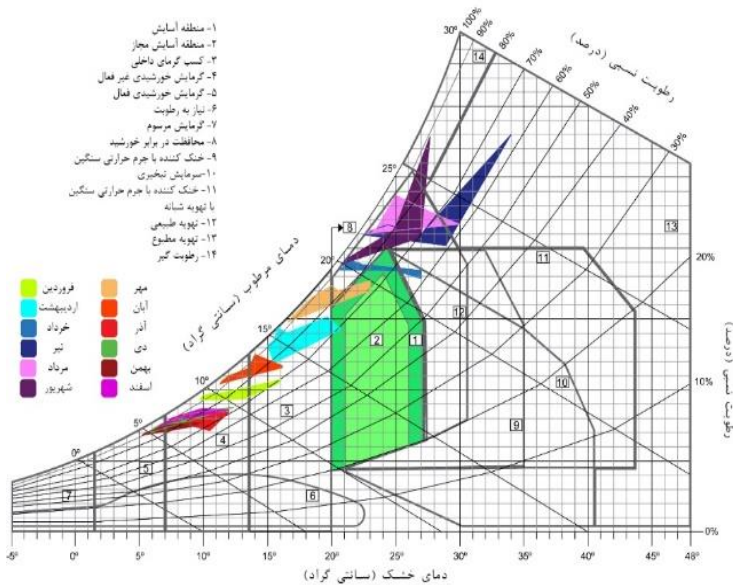 ۱- منطقه آسایش
۲- منطقه آسایش مجاز
۳- کسب گرمای داخلی
۴- گرمایش خورشیدی غیر فعال
۵- گرمایش خورشیدی فعال
۶- نیاز به رطوبت
۷- گرمایش مرسوم
۸- محافظت در برابر خورشید
۹- خنک کننده با جرم حرارتی سنگین
۱۰- سرمایش تبخیری
۱۱- خنک کننده با جرم حرارتی سنگین
با تهویه شبانه
۱۲- تهویه طبیعی
۱۳- تهویه مطبوع
۱۴- رطوبت گیر
رطوبت نسبی (درصد)
100%
90%
80%
70%
60%
50%
40%
30%
20%
10%
0%
رطوبت نسبی (درصد)
دمای مرطوب (سانتی گراد)
0°
5°
10°
15°
20°
25°
30°
مهر
فروردین
آبان
اردیبهشت
آذر
خرداد
دی
تیر
بهمن
مرداد
اسفند
شهریور
14
13
8
11
12
2
1
10
3
9
4
5
7
6
-5°
0°
5°
10°
15°
20°
25°
30°
35°
40°
45°
48°
دمای خشک (سانتی گراد)